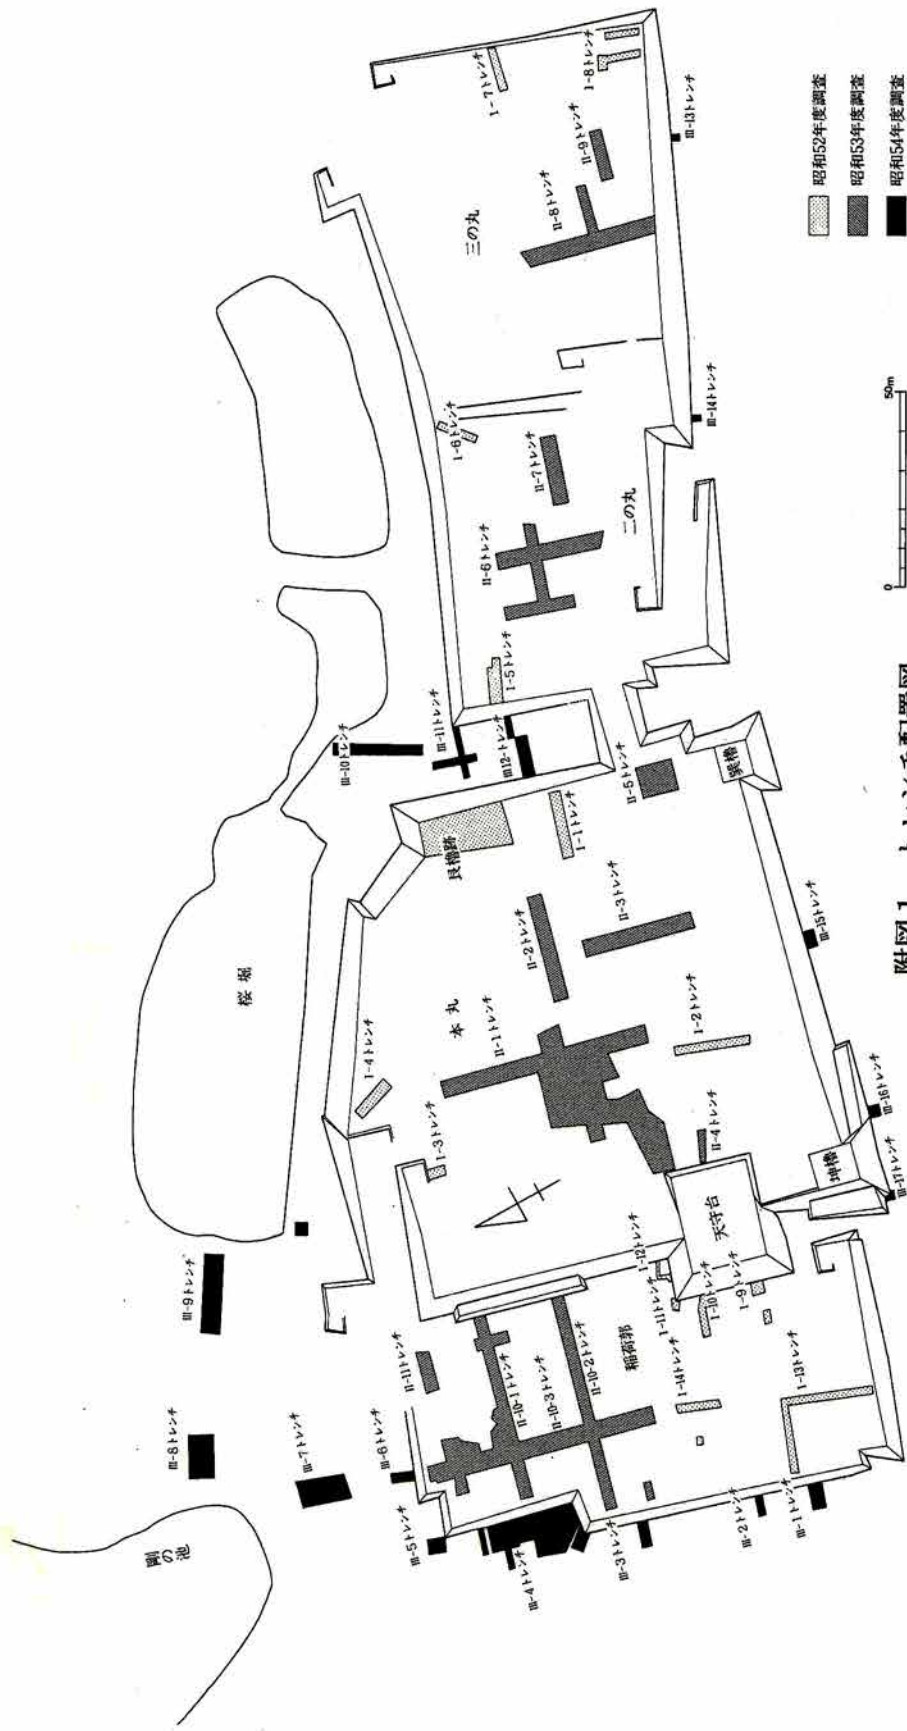 昭和52年度調査
昭和53年度調査
昭和54年度調査
0
50m
附図1 トレンチ配置図
桜堀
剛の池
本丸
二の丸
三の丸
稲荷郭
天守台
艮櫓跡
巽櫓
坤櫓
I-1トレンチ
I-2トレンチ
I-3トレンチ
I-4トレンチ
I-5トレンチ
I-6トレンチ
I-7トレンチ
I-8トレンチ
I-9トレンチ
I-10トレンチ
I-11トレンチ
I-12トレンチ
I-13トレンチ
I-14トレンチ
II-1トレンチ
II-2トレンチ
II-3トレンチ
II-4トレンチ
II-5トレンチ
II-6トレンチ
II-7トレンチ
II-8トレンチ
II-9トレンチ
II-10-1トレンチ
II-10-2トレンチ
II-10-3トレンチ
II-11トレンチ
III-1トレンチ
III-2トレンチ
III-3トレンチ
III-4トレンチ
III-5トレンチ
III-6トレンチ
III-7トレンチ
III-8トレンチ
III-9トレンチ
III-10トレンチ
III-11トレンチ
III12-トレンチ
III-13トレンチ
III-14トレンチ
III-15トレンチ
III-16トレンチ
III-17トレンチ